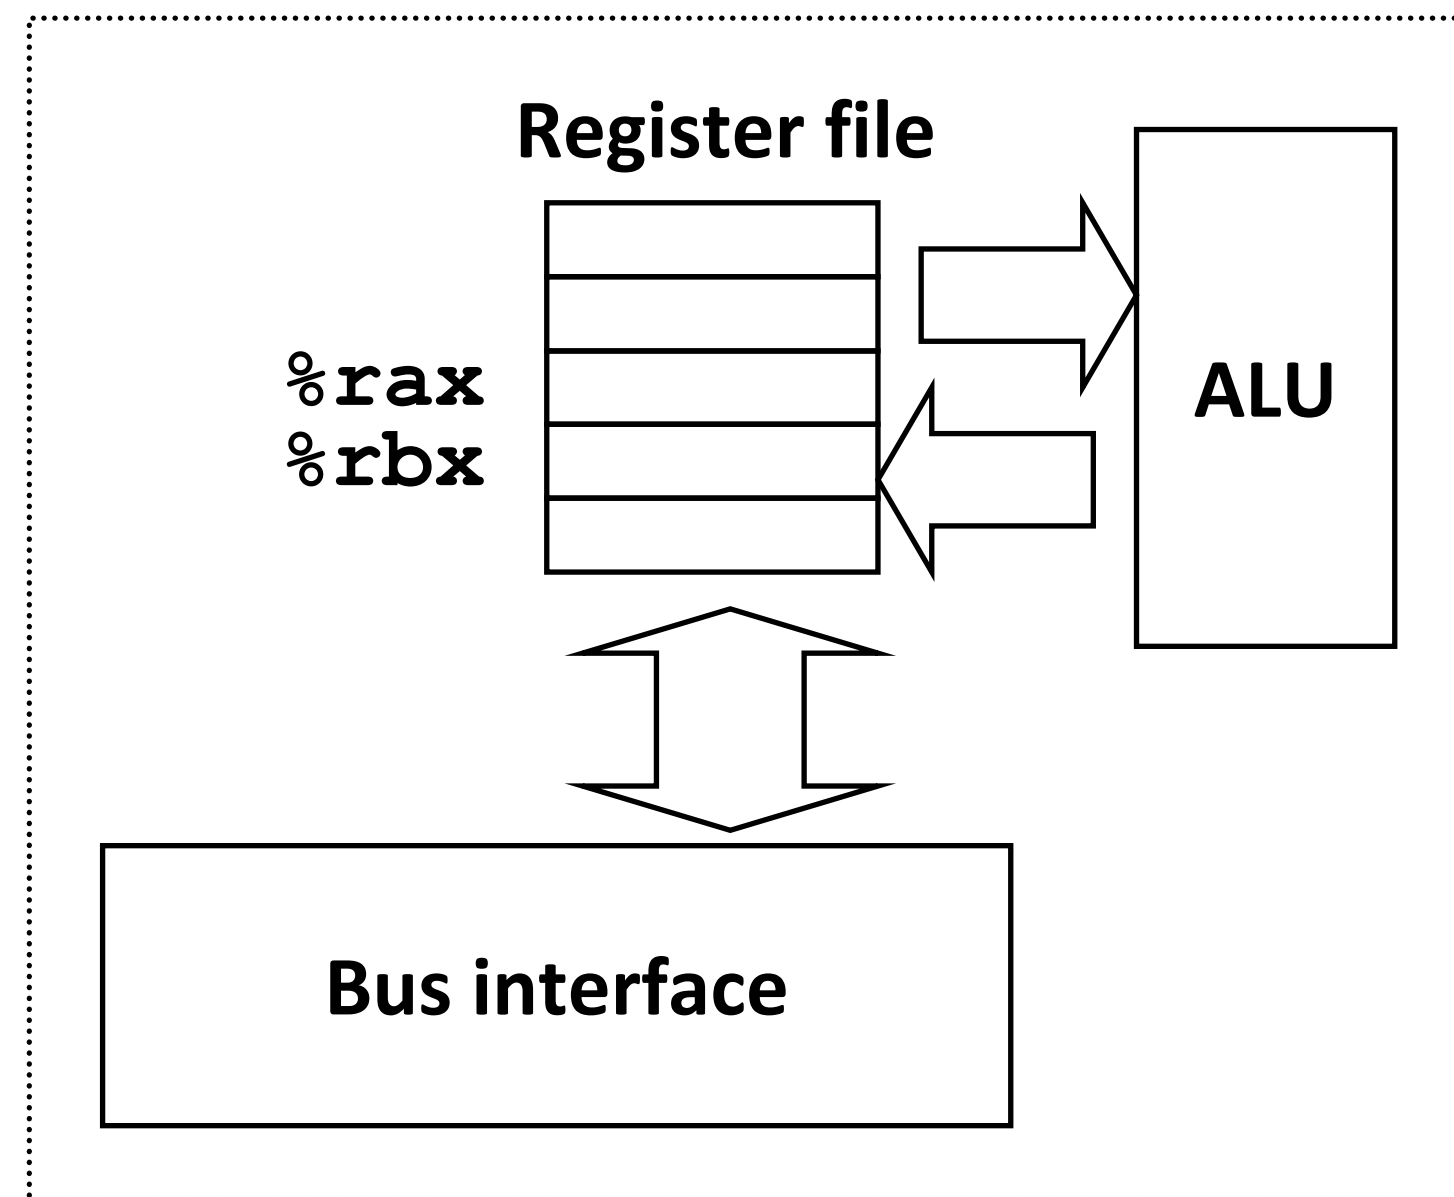 Register file
%rax
%rbx
ALU
Bus interface